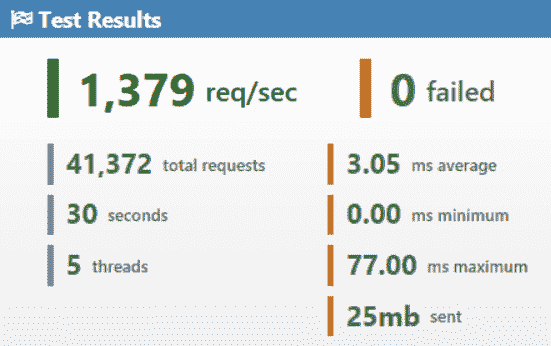 Test Results
1,379 req/sec
0 failed
41,372 total requests
3.05 ms average
30 seconds
0.00 ms minimum
5 threads
77.00 ms maximum
25mb sent